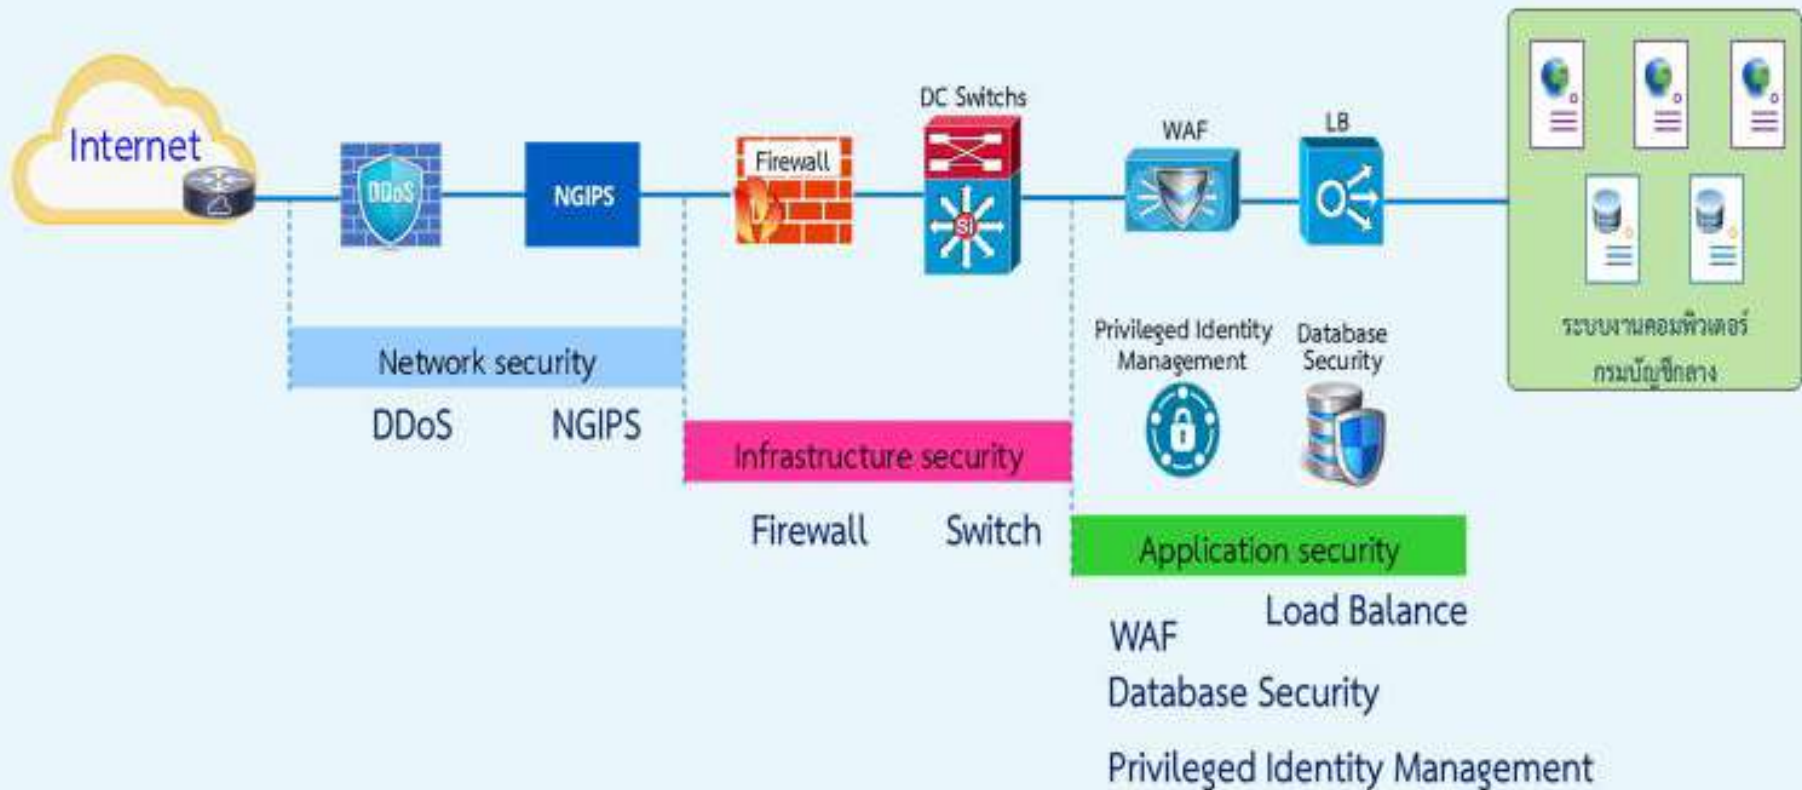 Internet
DDoS
NGIPS
Firewall
DC Switchs
WAF
LB
ระบบงานคอมพิวเตอร์
กรมบัญชีกลาง
Privileged Identity
Management
Database
Security
Network security
DDoS NGIPS
Infrastructure security
Firewall Switch
Application security
Load Balance
WAF
Database Security
Privileged Identity Management